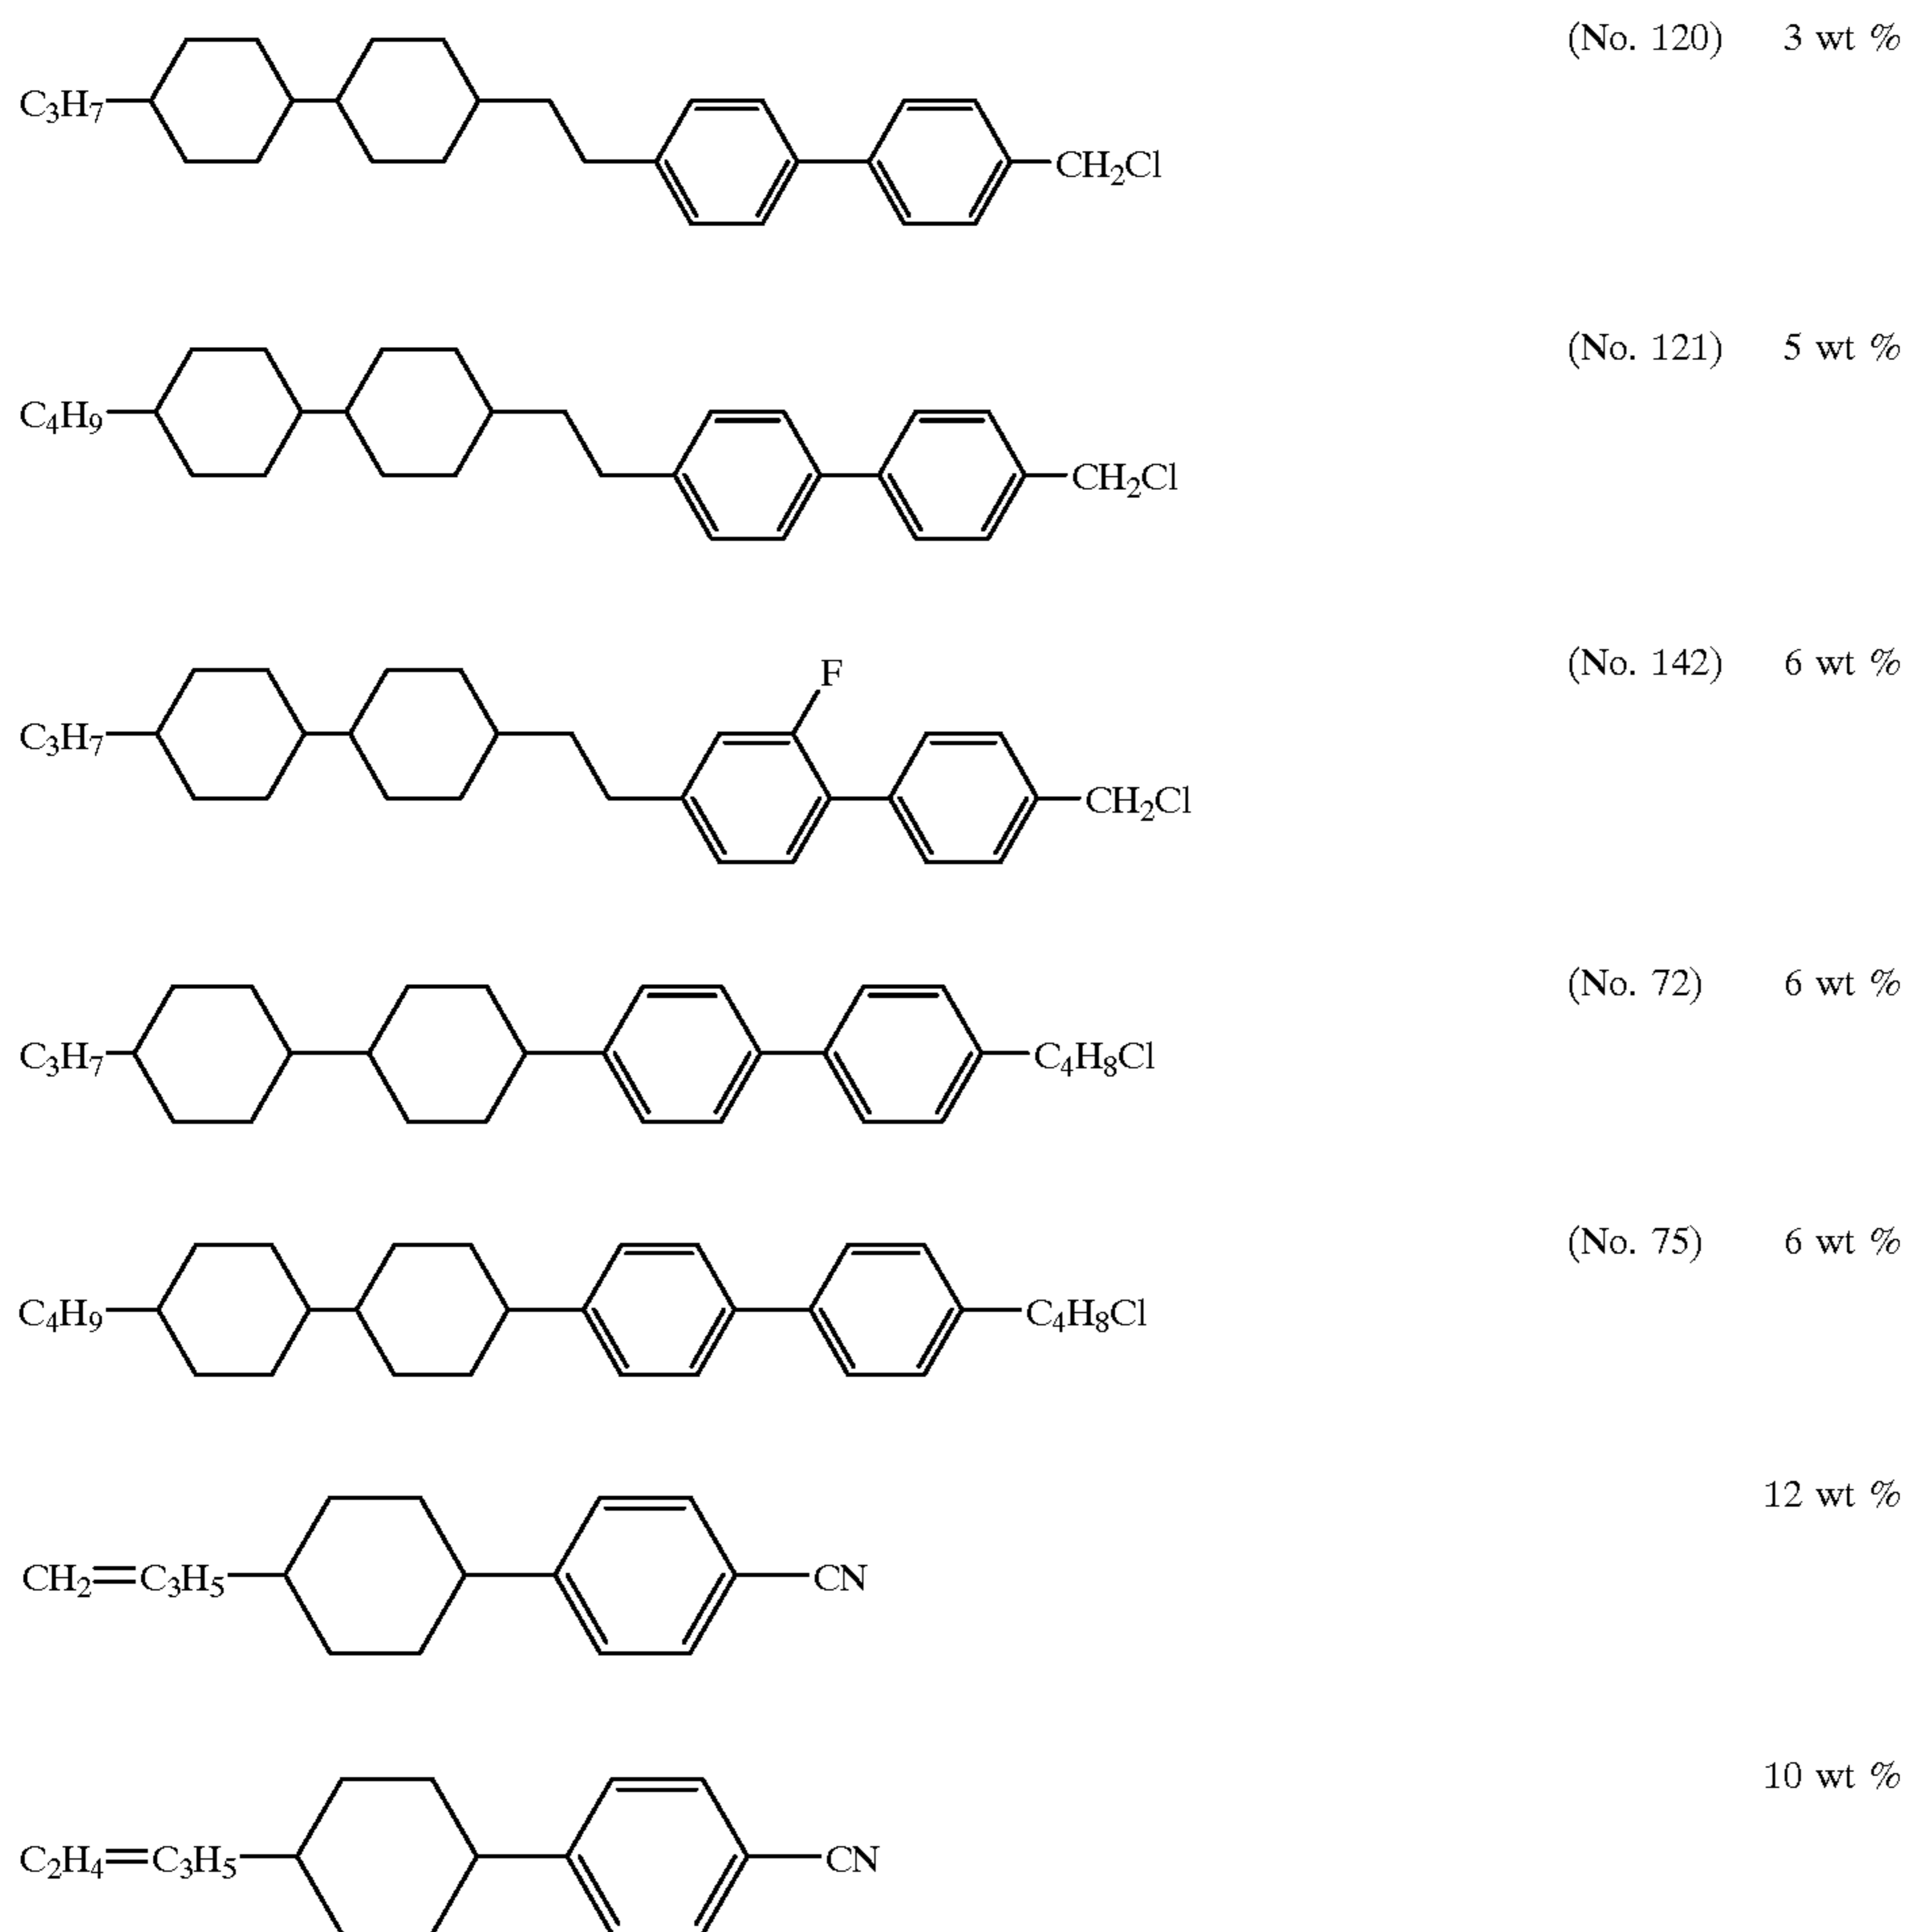 (No. 120) 3 wt %
C3H7 CH2Cl
(No. 121) 5 wt %
C4H9 CH2Cl
(No. 142) 6 wt %
F
C3H7 CH2Cl
(No. 72) 6 wt %
C3H7 C4H8Cl
(No. 75) 6 wt %
C4H9 C4H8Cl
12 wt %
CH2=C3H5 CN
10 wt %
C2H4=C3H5 CN